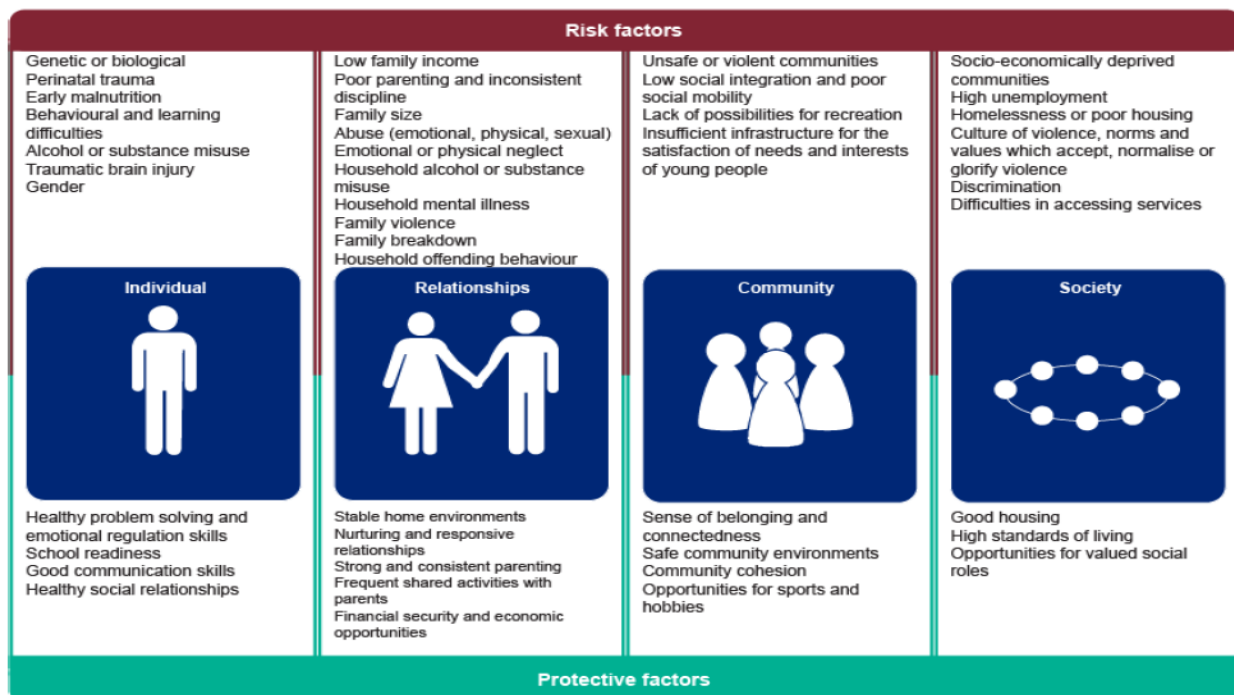 Risk factors
Genetic or biological
Perinatal trauma
Early malnutrition
Behavioural and learning
difficulties
Alcohol or substance misuse
Traumatic brain injury
Gender
Low family income
Poor parenting and inconsistent
discipline
Family size
Abuse (emotional, physical, sexual)
Emotional or physical neglect
Household alcohol or substance
misuse
Household mental illness
Family violence
Family breakdown
Household offending behaviour
Unsafe or violent communities
Low social integration and poor
social mobility
Lack of possibilities for recreation
Insufficient infrastructure for the
satisfaction of needs and interests
of young people
Socio-economically deprived
communities
High unemployment
Homelessness or poor housing
Culture of violence, norms and
values which accept, normalise or
glorify violence
Discrimination
Difficulties in accessing services
Individual
Relationships
Community
Society
Healthy problem solving and
emotional regulation skills
School readiness
Good communication skills
Healthy social relationships
Stable home environments
Nurturing and responsive
relationships
Strong and consistent parenting
Frequent shared activities with
parents
Financial security and economic
opportunities
Sense of belonging and
connectedness
Safe community environments
Community cohesion
Opportunities for sports and
hobbies
Good housing
High standards of living
Opportunities for valued social
roles
Protective factors